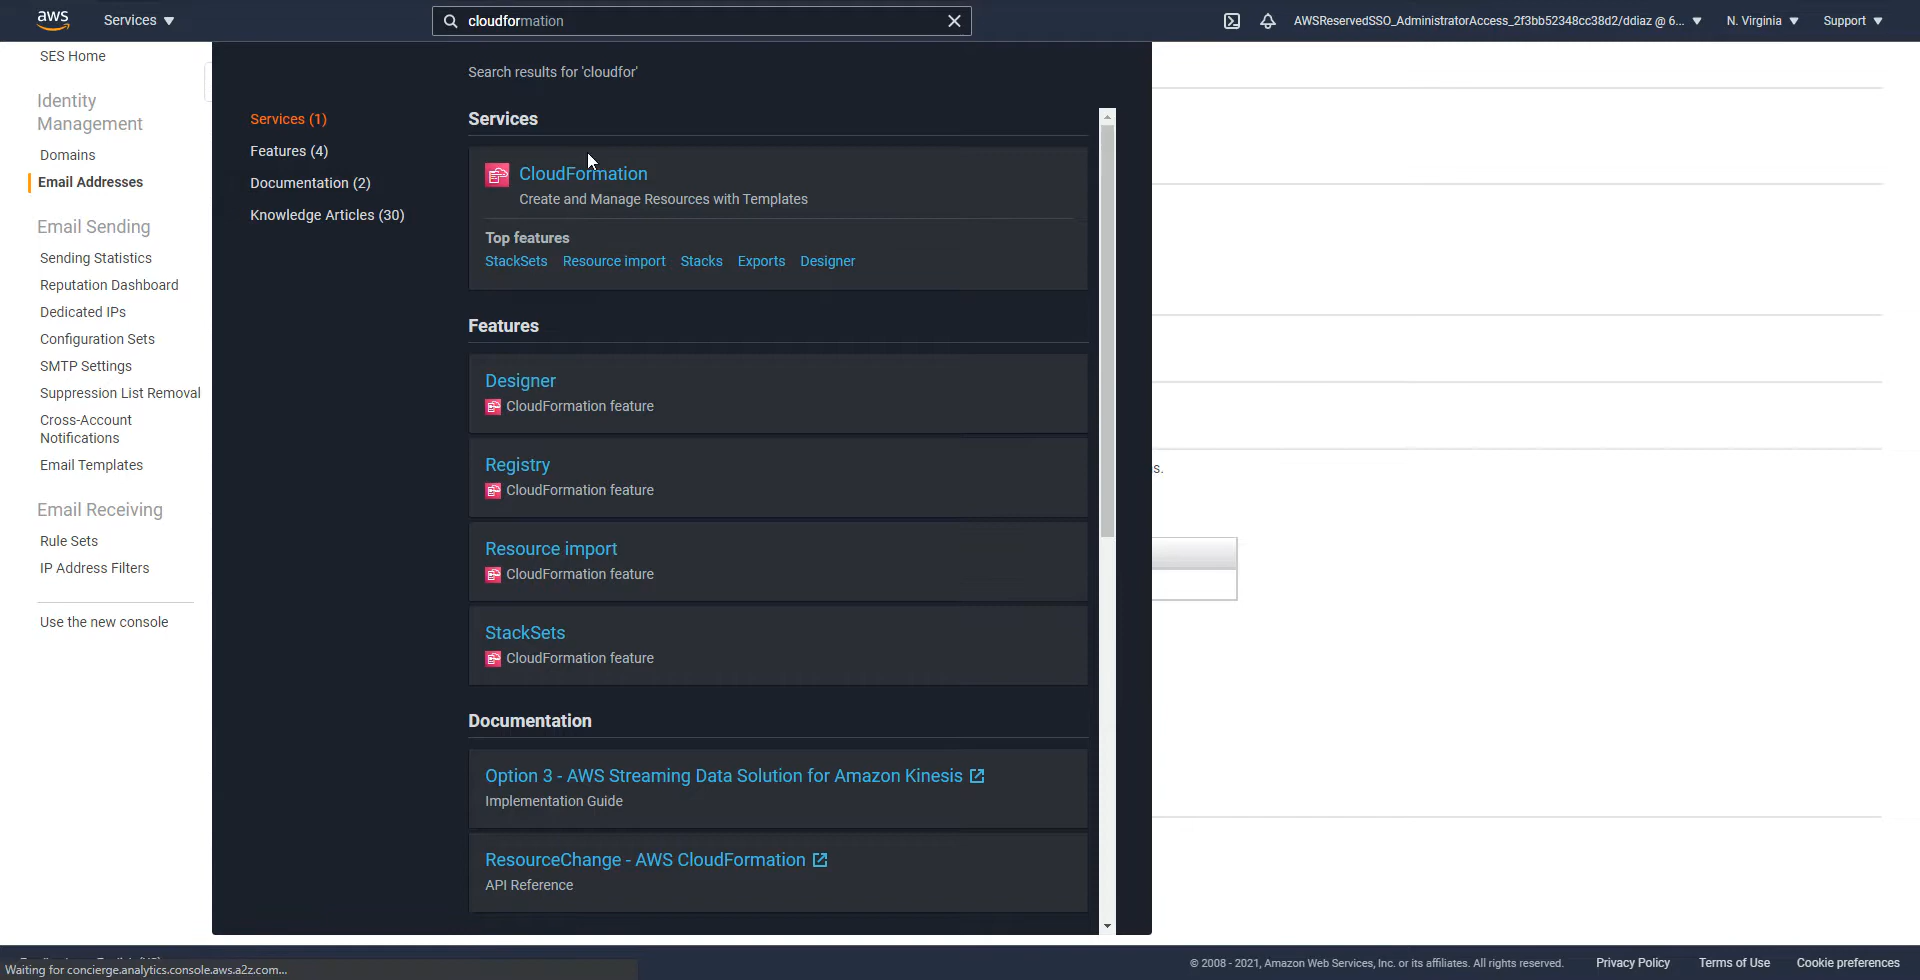 aws
Services
cloudformation
AWSReservedSSO_AdministratorAccess_2f3bb52348cc38d2/ddiaz @ 6...
N. Virginia
Support
SES Home
Identity
Management
Domains
Email Addresses
Email Sending
Sending Statistics
Reputation Dashboard
Dedicated IPs
Configuration Sets
SMTP Settings
Suppression List Removal
Cross-Account
Notifications
Email Templates
Email Receiving
Rule Sets
IP Address Filters
Use the new console
Search results for 'cloudfor'
Services (1)
Features (4)
Documentation (2)
Knowledge Articles (30)
Services
CloudFormation
Create and Manage Resources with Templates
Top features
StackSets Resource import Stacks Exports Designer
Features
Designer
CloudFormation feature
Registry
CloudFormation feature
Resource import
CloudFormation feature
StackSets
CloudFormation feature
Documentation
Option 3 - AWS Streaming Data Solution for Amazon Kinesis
Implementation Guide
ResourceChange - AWS CloudFormation
API Reference
s.
Waiting for concierge.analytics.console.aws.a2z.com...
© 2008 - 2021, Amazon Web Services, Inc. or its affiliates. All rights reserved.
Privacy Policy
Terms of Use
Cookie preferences